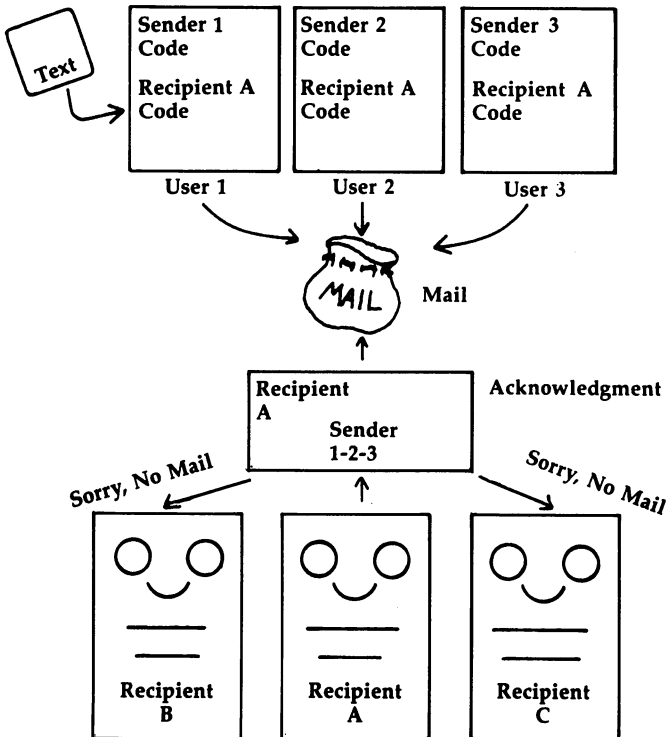 Text
Sender 1
Code
Recipient A
Code
Sender 2
Code
Recipient A
Code
Sender 3
Code
Recipient A
Code
User 1
User 2
User 3
MAIL
Mail
Recipient
A
Sender
1-2-3
Acknowledgment
Sorry, No Mail
Sorry, No Mail
Recipient
B
Recipient
A
Recipient
C